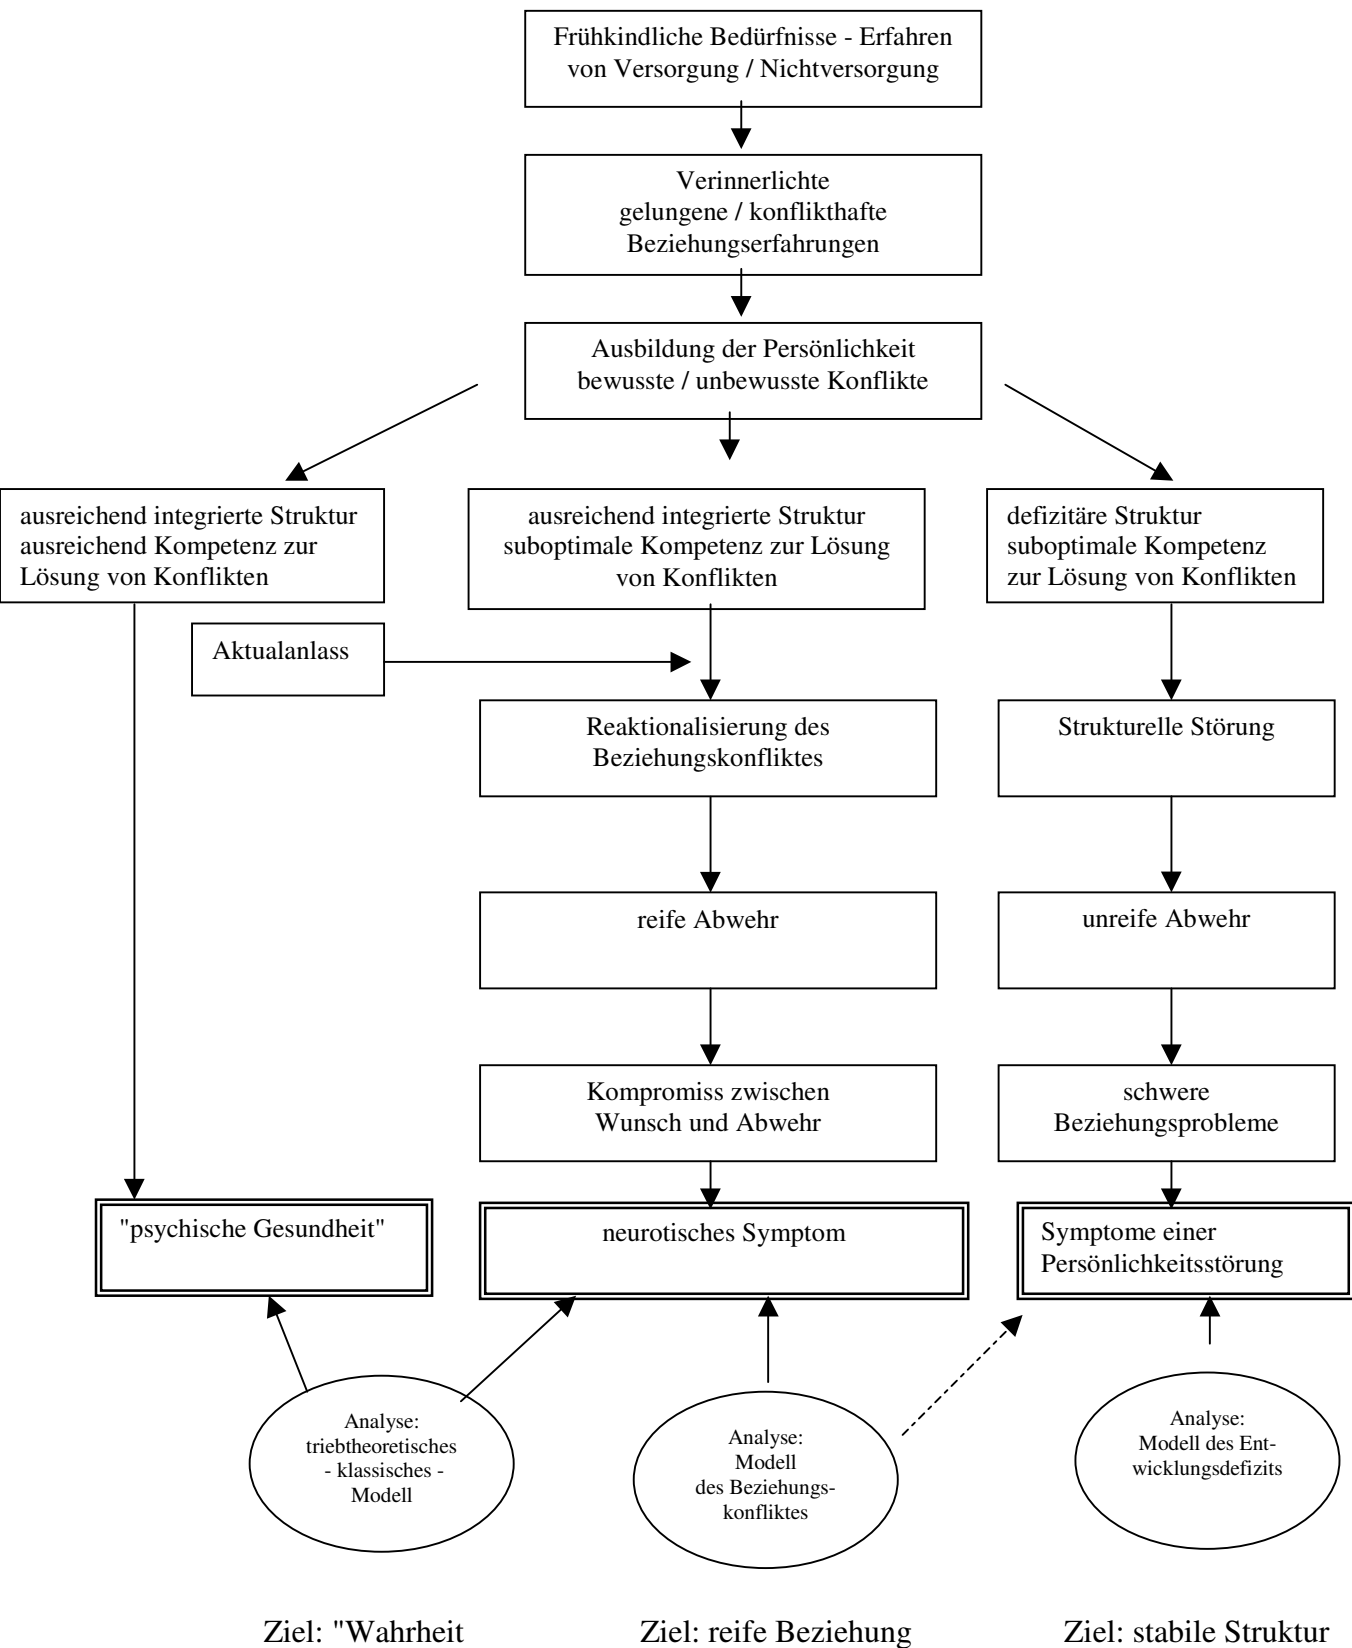 Frühkindliche Bedürfnisse - Erfahren
von Versorgung / Nichtversorgung
Verinnerlichte
gelungene / konflikthafte
Beziehungserfahrungen
Ausbildung der Persönlichkeit
bewusste / unbewusste Konflikte
ausreichend integrierte Struktur
ausreichend Kompetenz zur
Lösung von Konflikten
ausreichend integrierte Struktur
suboptimale Kompetenz zur Lösung
von Konflikten
defizitäre Struktur
suboptimale Kompetenz
zur Lösung von Konflikten
Aktualanlass
Reaktionalisierung des
Beziehungskonfliktes
Strukturelle Störung
reife Abwehr
unreife Abwehr
Kompromiss zwischen
Wunsch und Abwehr
schwere
Beziehungsprobleme
"psychische Gesundheit"
neurotisches Symptom
Symptome einer
Persönlichkeitsstörung
Analyse:
triebtheoretisches
- klassisches -
Modell
Analyse:
Modell
des Beziehungs-
konfliktes
Analyse:
Modell des Ent-
wicklungsdefizits
Ziel: "Wahrheit
Ziel: reife Beziehung
Ziel: stabile Struktur